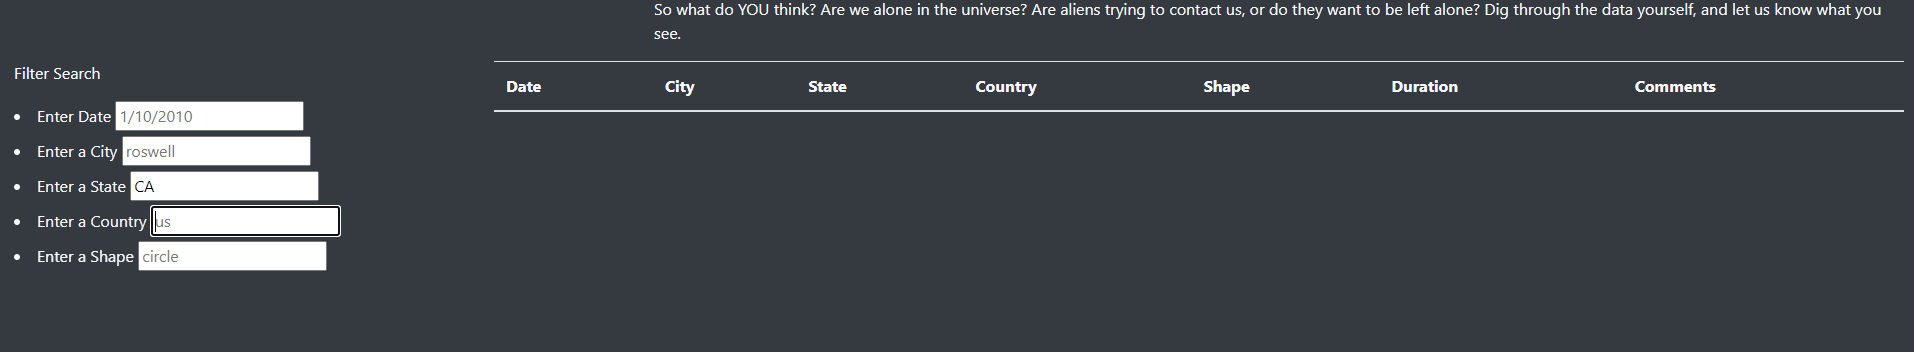 So what do YOU think? Are we alone in the universe? Are aliens trying to contact us, or do they want to be left alone? Dig through the data yourself, and let us know what you
see.
Filter Search
Enter Date 1/10/2010
Enter a City roswell
Enter a State CA
Enter a Country us
Enter a Shape circle
Date City State Country Shape Duration Comments